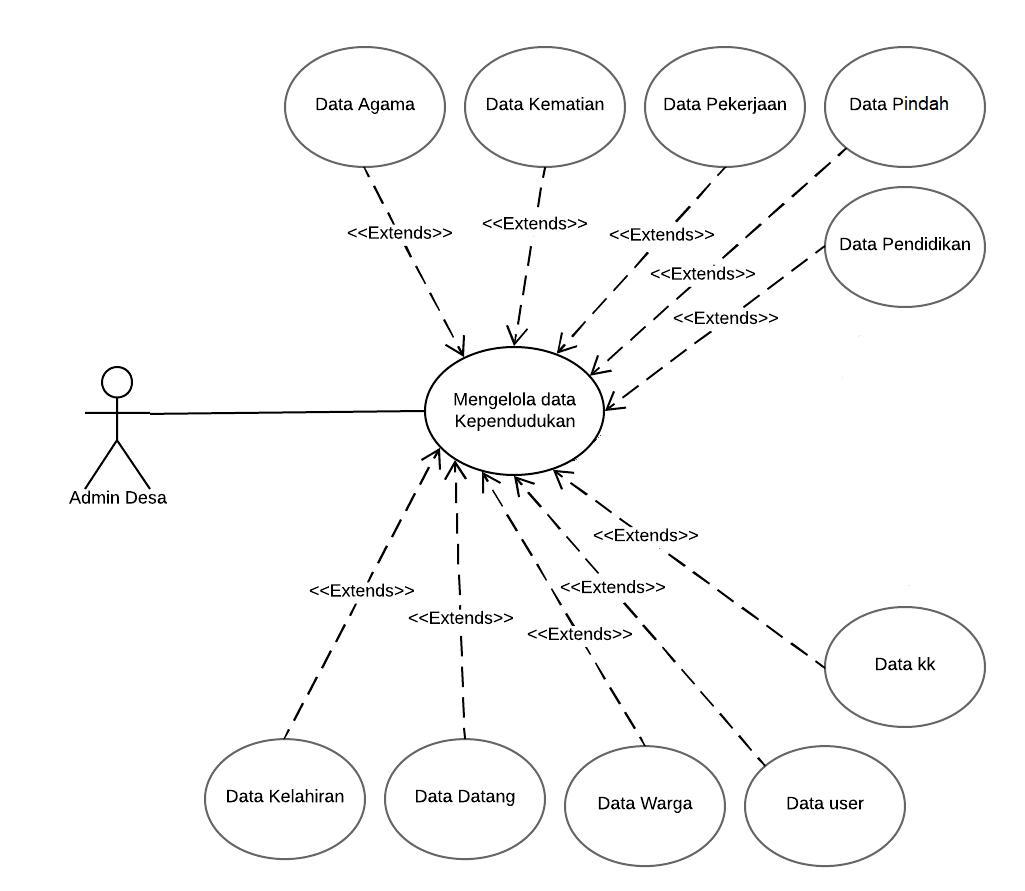 Data Agama
Data Kematian
Data Pekerjaan
Data Pindah
<<Extends>>
<<Extends>>
<<Extends>>
Data Pendidikan
<<Extends>>
<<Extends>>
Mengelola data
Kependudukan
Admin Desa
<<Extends>>
<<Extends>>
<<Extends>>
<<Extends>>
<<Extends>>
Data kk
Data Kelahiran
Data Datang
Data Warga
Data user